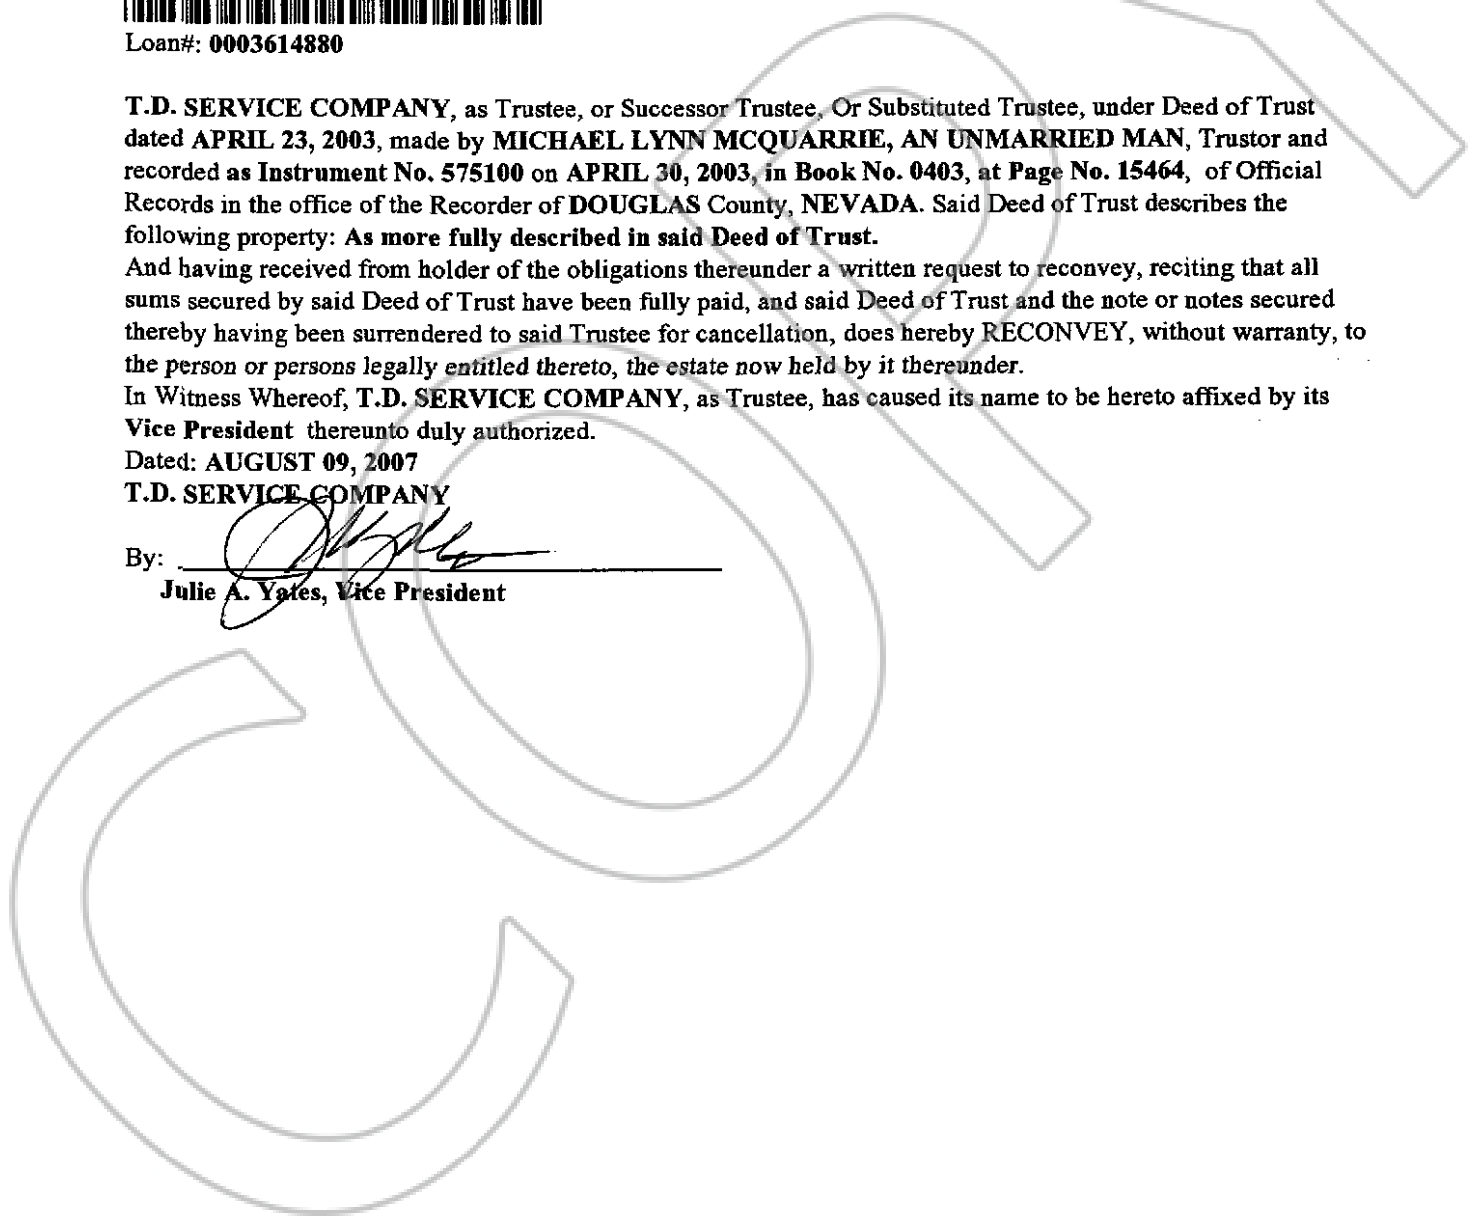 Loan#: 0003614880
T.D. SERVICE COMPANY, as Trustee, or Successor Trustee, Or Substituted Trustee, under Deed of Trust
dated APRIL 23, 2003, made by MICHAEL LYNN MCQUARRIE, AN UNMARRIED MAN, Trustor and
recorded as Instrument No. 575100 on APRIL 30, 2003, in Book No. 0403, at Page No. 15464, of Official
Records in the office of the Recorder of DOUGLAS County, NEVADA. Said Deed of Trust describes the
following property: As more fully described in said Deed of Trust.
And having received from holder of the obligations thereunder a written request to reconvey, reciting that all
sums secured by said Deed of Trust have been fully paid, and said Deed of Trust and the note or notes secured
thereby having been surrendered to said Trustee for cancellation, does hereby RECONVEY, without warranty, to
the person or persons legally entitled thereto, the estate now held by it thereunder.
In Witness Whereof, T.D. SERVICE COMPANY, as Trustee, has caused its name to be hereto affixed by its
Vice President thereunto duly authorized.
Dated: AUGUST 09, 2007
T.D. SERVICE COMPANY
By:
Julie A. Yates, Vice President
COPY